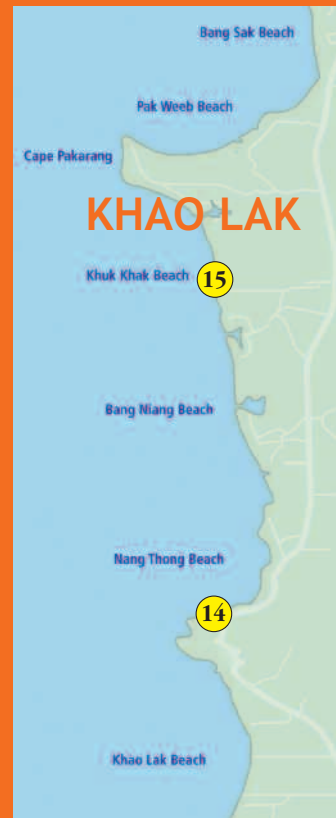 Bang Sak Beach
Pak Weeb Beach
Cape Pakarang
KHAO LAK
Khuk Khak Beach 15
Bang Niang Beach
Nang Thong Beach
14
Khao Lak Beach